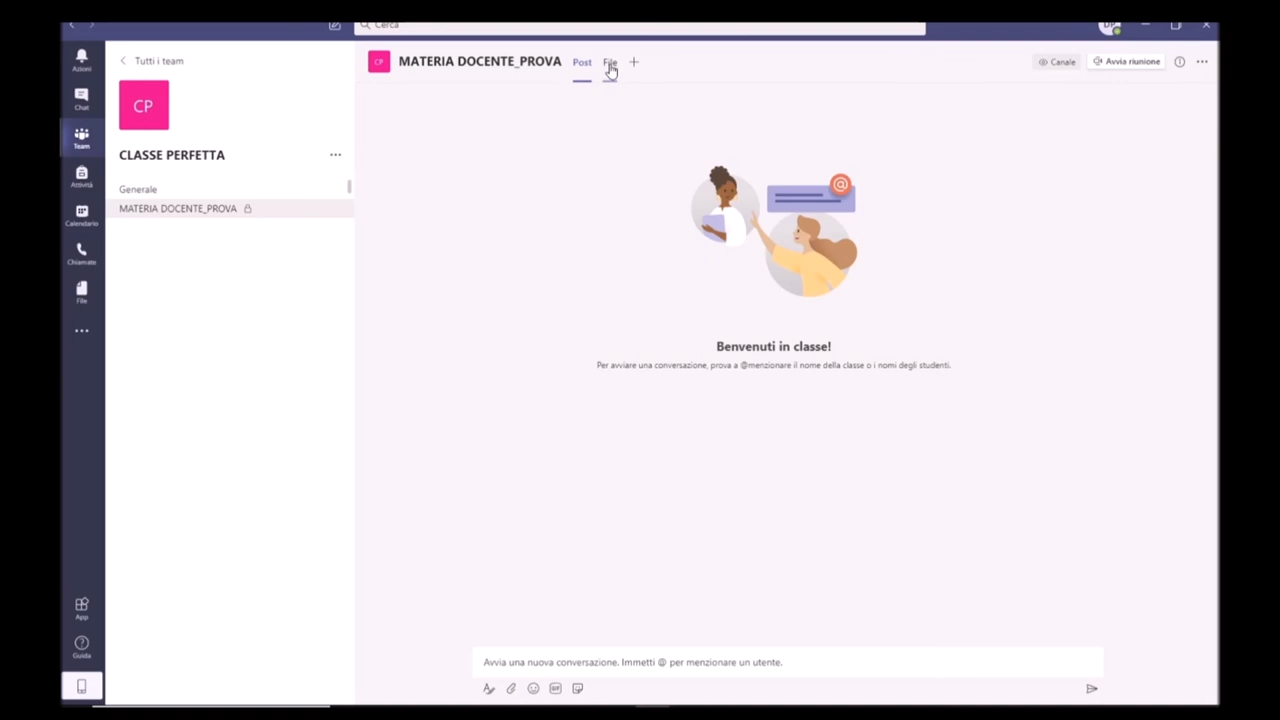 Cerca
Azioni
Chat
Team
Attività
Calendario
Chiamate
File
App
Guida
Tutti i team
CP
CLASSE PERFETTA
Generale
MATERIA DOCENTE_PROVA
CP
MATERIA DOCENTE_PROVA
Post
File
Canale
Avvia riunione
@
Benvenuti in classe!
Per avviare una conversazione, prova a @menzionare il nome della classe o i nomi degli studenti.
Avvia una nuova conversazione. Immetti @ per menzionare un utente.
GIF